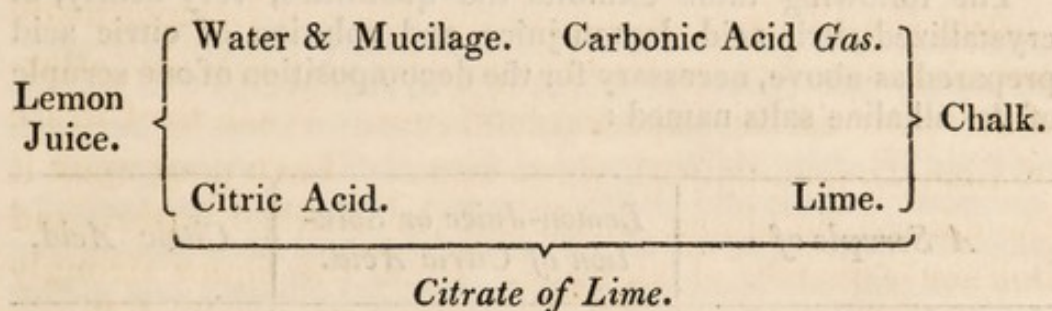 Water & Mucilage. Carbonic Acid Gas.
Lemon
Juice.
Chalk.
Citric Acid. Lime.
Citrate of Lime.